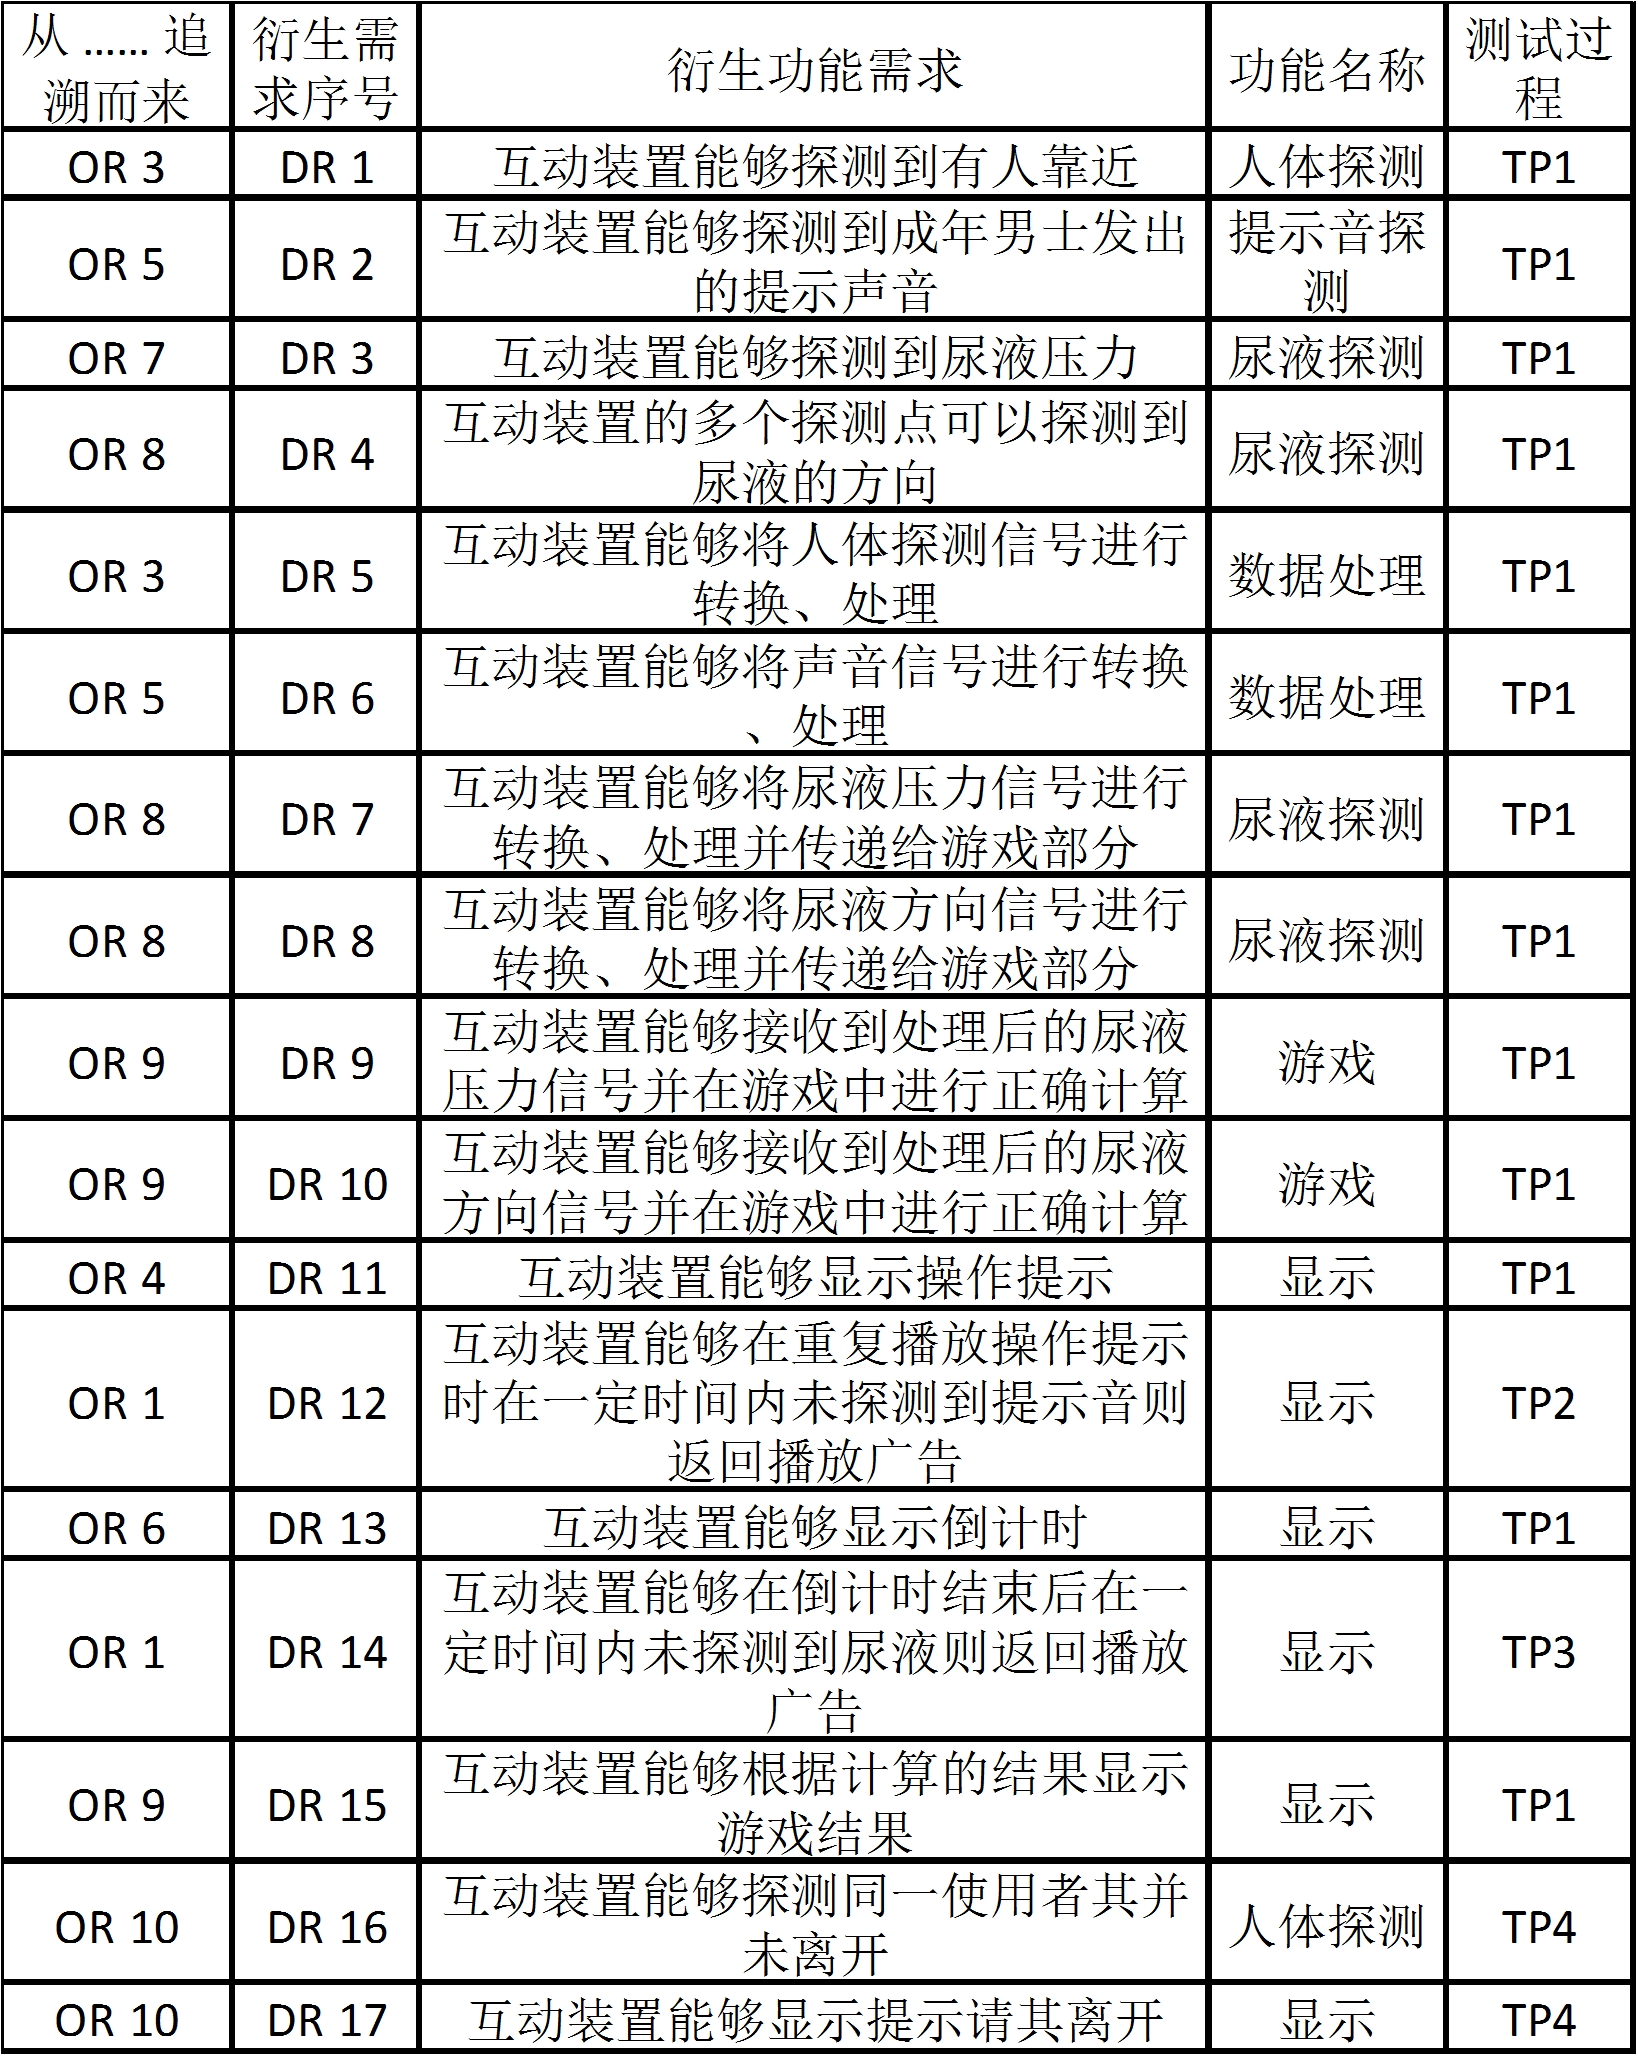 从……追
溯而来
衍生需
求序号
衍生功能需求
功能名称
测试过
程
OR 3
DR 1
互动装置能够探测到有人靠近
人体探测
TP1
OR 5
DR 2
互动装置能够探测到成年男士发出
的提示声音
提示音探
测
TP1
OR 7
DR 3
互动装置能够探测到尿液压力
尿液探测
TP1
OR 8
DR 4
互动装置的多个探测点可以探测到
尿液的方向
尿液探测
TP1
OR 3
DR 5
互动装置能够将人体探测信号进行
转换、处理
数据处理
TP1
OR 5
DR 6
互动装置能够将声音信号进行转换
、处理
数据处理
TP1
OR 8
DR 7
互动装置能够将尿液压力信号进行
转换、处理并传递给游戏部分
尿液探测
TP1
OR 8
DR 8
互动装置能够将尿液方向信号进行
转换、处理并传递给游戏部分
尿液探测
TP1
OR 9
DR 9
互动装置能够接收到处理后的尿液
压力信号并在游戏中进行正确计算
游戏
TP1
OR 9
DR 10
互动装置能够接收到处理后的尿液
方向信号并在游戏中进行正确计算
游戏
TP1
OR 4
DR 11
互动装置能够显示操作提示
显示
TP1
OR 1
DR 12
互动装置能够在重复播放操作提示
时在一定时间内未探测到提示音则
返回播放广告
显示
TP2
OR 6
DR 13
互动装置能够显示倒计时
显示
TP1
OR 1
DR 14
互动装置能够在倒计时结束后在一
定时间内未探测到尿液则返回播放
广告
显示
TP3
OR 9
DR 15
互动装置能够根据计算的结果显示
游戏结果
显示
TP1
OR 10
DR 16
互动装置能够探测同一使用者其并
未离开
人体探测
TP4
OR 10
DR 17
互动装置能够显示提示请其离开
显示
TP4